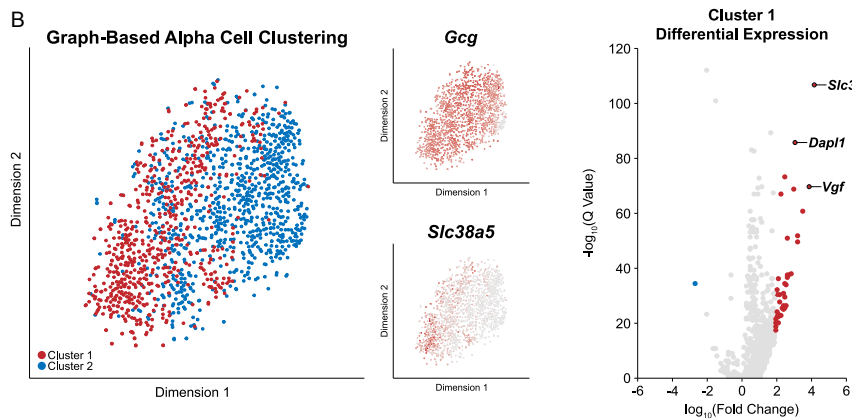 B
Graph-Based Alpha Cell Clustering
Dimension 2
Cluster 1
Cluster 2
Dimension 1
Gcg
Dimension 2
Dimension 1
Slc38a5
Dimension 2
Dimension 1
Cluster 1
Differential Expression
-log10(Q Value)
120
100
80
60
40
20
0
Slc3
Dapl1
Vgf
-6
-4
-2
0
2
4
6
log10(Fold Change)